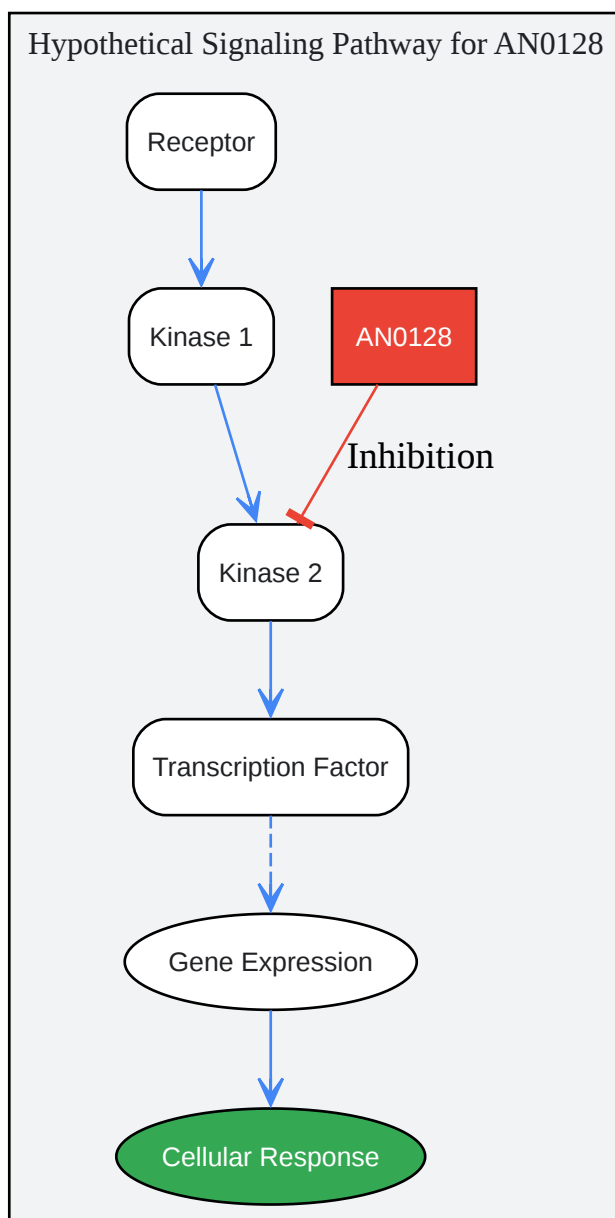 Hypothetical Signaling Pathway for AN0128
Receptor
Kinase 1
AN0128
Inhibition
Kinase 2
Transcription Factor
Gene Expression
Cellular Response